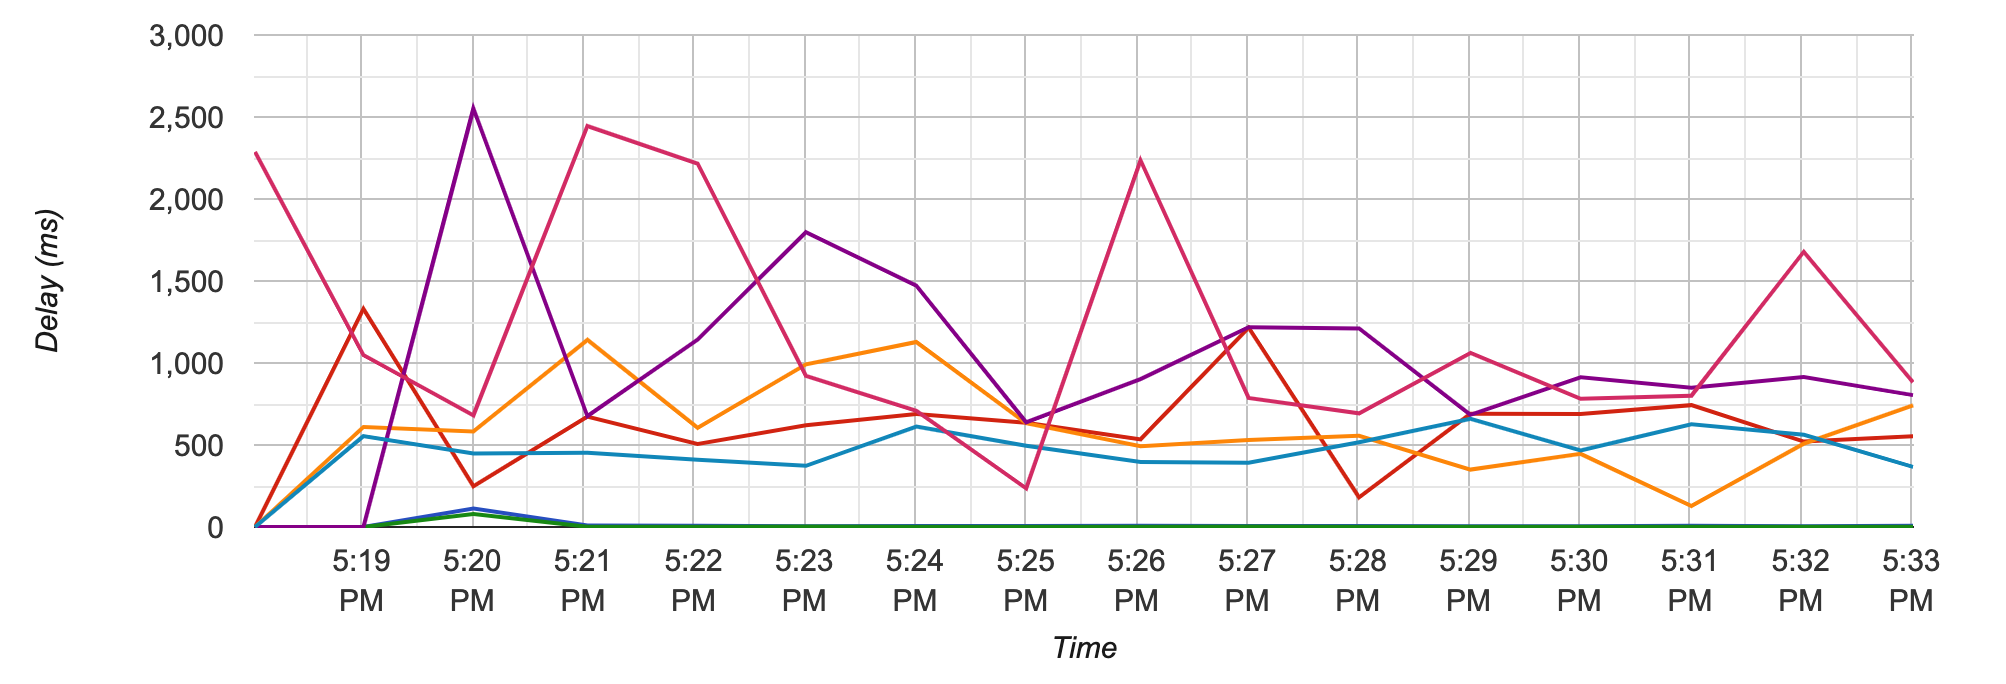 3,000
2,500
2,000
1,500
1,000
500
0
Delay (ms)
5:19 PM
5:20 PM
5:21 PM
5:22 PM
5:23 PM
5:24 PM
5:25 PM
5:26 PM
5:27 PM
5:28 PM
5:29 PM
5:30 PM
5:31 PM
5:32 PM
5:33 PM
Time